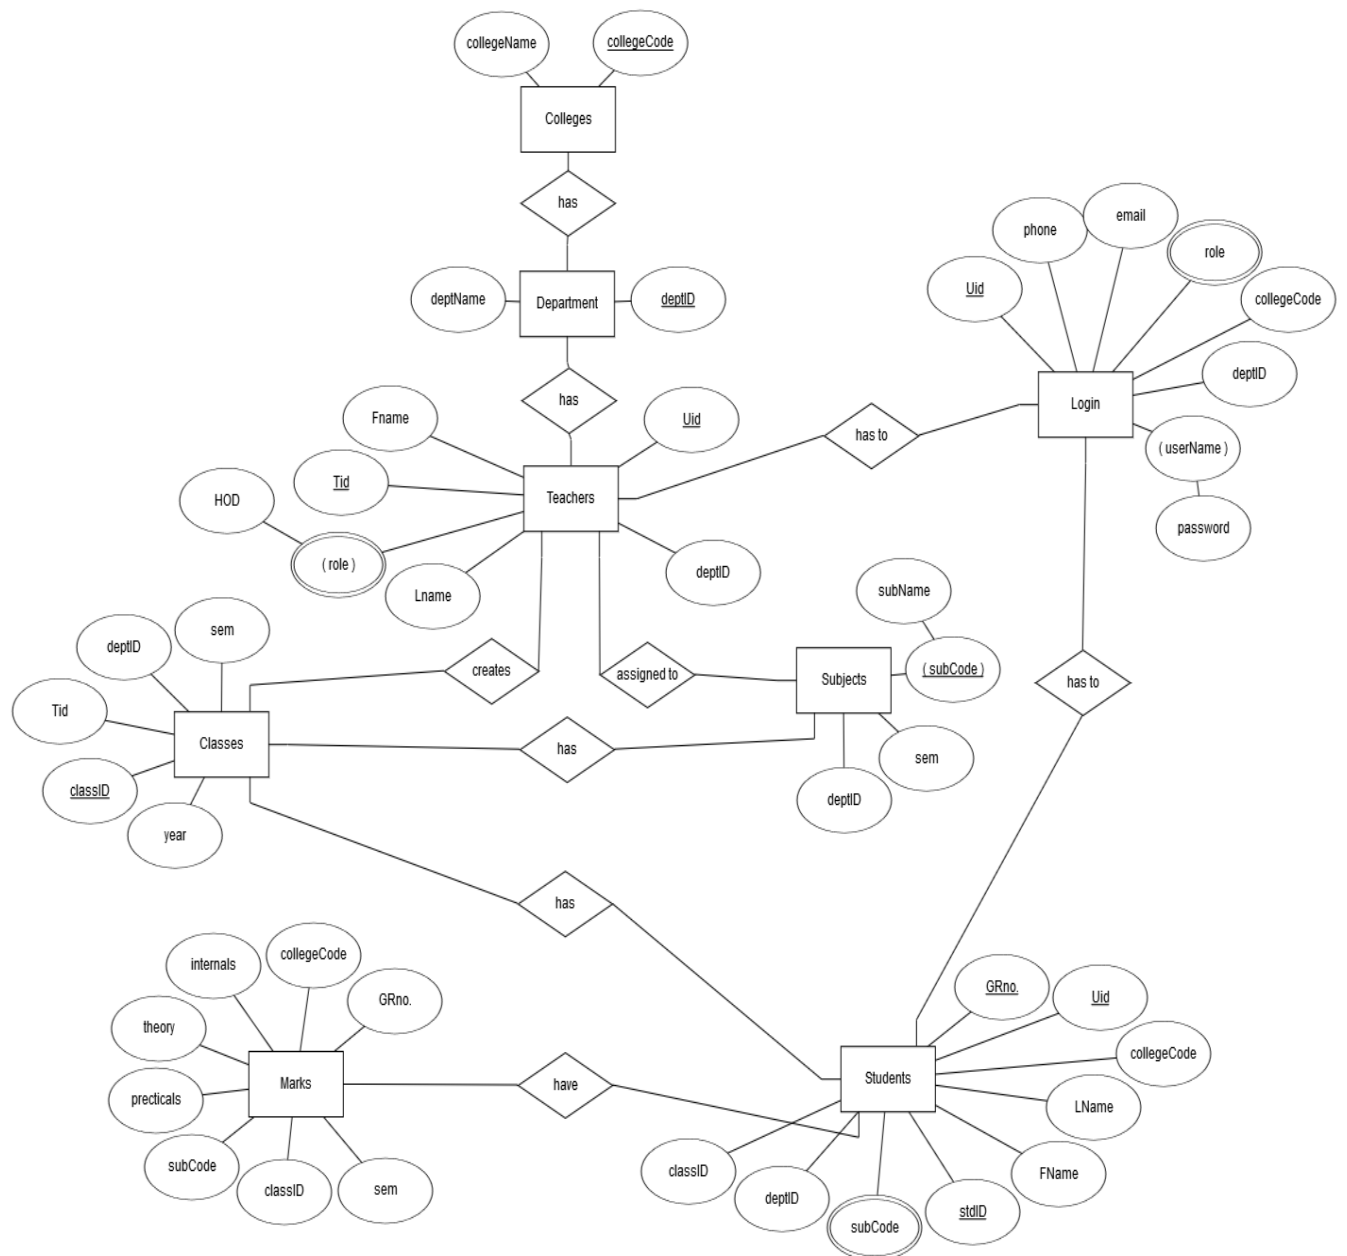 collegeName
collegeCode
Colleges
has
deptName
Department
deptID
has
phone
email
role
Uid
collegeCode
deptID
Login
( userName )
password
has to
Fname
Uid
Tid
Teachers
HOD
( role )
Lname
deptID
creates
assigned to
subName
( subCode )
Subjects
sem
deptID
has to
sem
deptID
Tid
Classes
classID
year
has
has
internals
collegeCode
GRno.
theory
Marks
precticals
subCode
classID
sem
have
GRno.
Uid
collegeCode
Students
LName
FName
classID
deptID
subCode
stdID